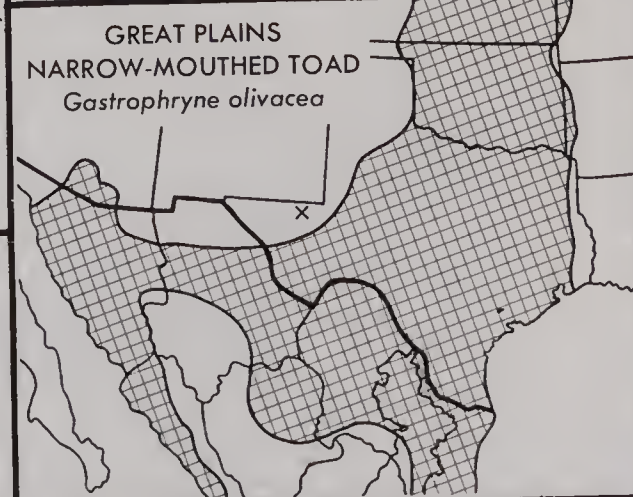 GREAT PLAINS
NARROW-MOUTHED TOAD
Gastrophryne olivacea
×